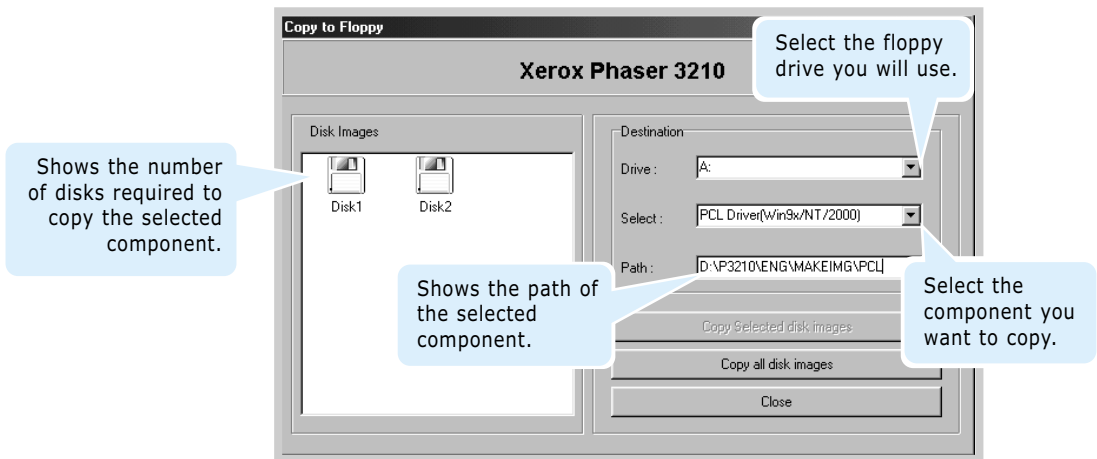 Copy to Floppy
Select the floppy
drive you will use.
Xerox Phaser 3210
Disk Images
Disk1
Disk2
Shows the number
of disks required to
copy the selected
component.
Destination
Drive :
A:
Select :
PCL Driver(Win9x/NT/2000)
Path :
D:\P3210\ENG\MAKEIMG\PCL
Shows the path of
the selected
component.
Select the
component you
want to copy.
Copy Selected disk images
Copy all disk images
Close